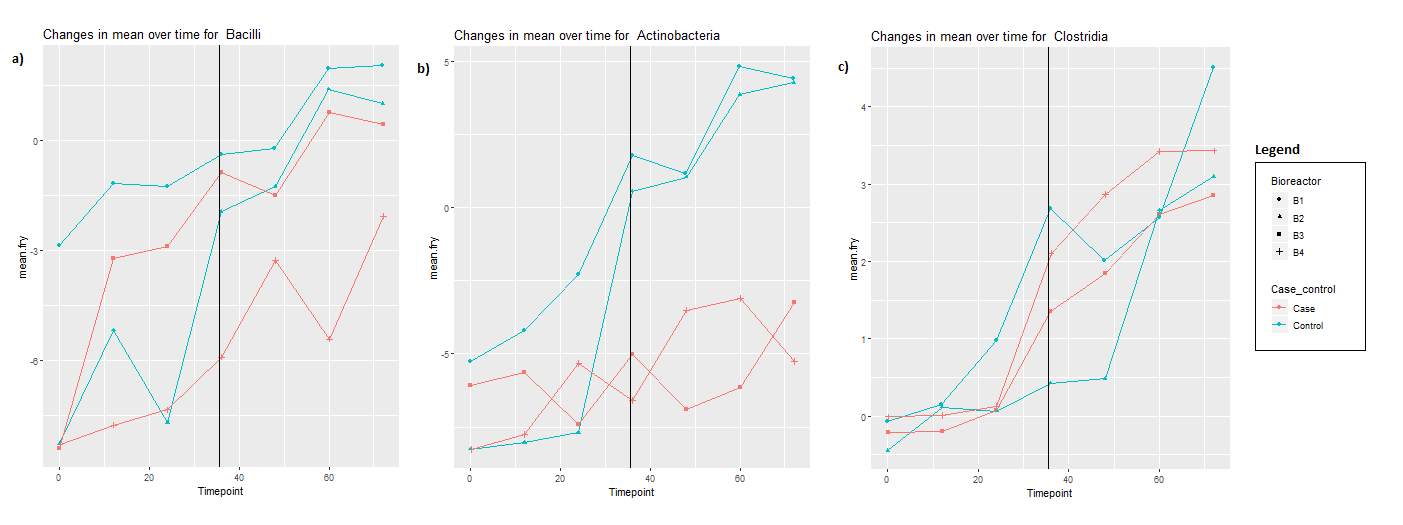 a)
Changes in mean over time for  Bacilli
mean.fry
0
-3
-6
0
20
40
60
Timepoint
b)
Changes in mean over time for  Actinobacteria
mean.fry
5
0
-5
0
20
40
60
Timepoint
c)
Changes in mean over time for  Clostridia
mean.fry
4
3
2
1
0
0
20
40
60
Timepoint
Legend
Bioreactor
B1
B2
B3
B4
Case_control
Case
Control